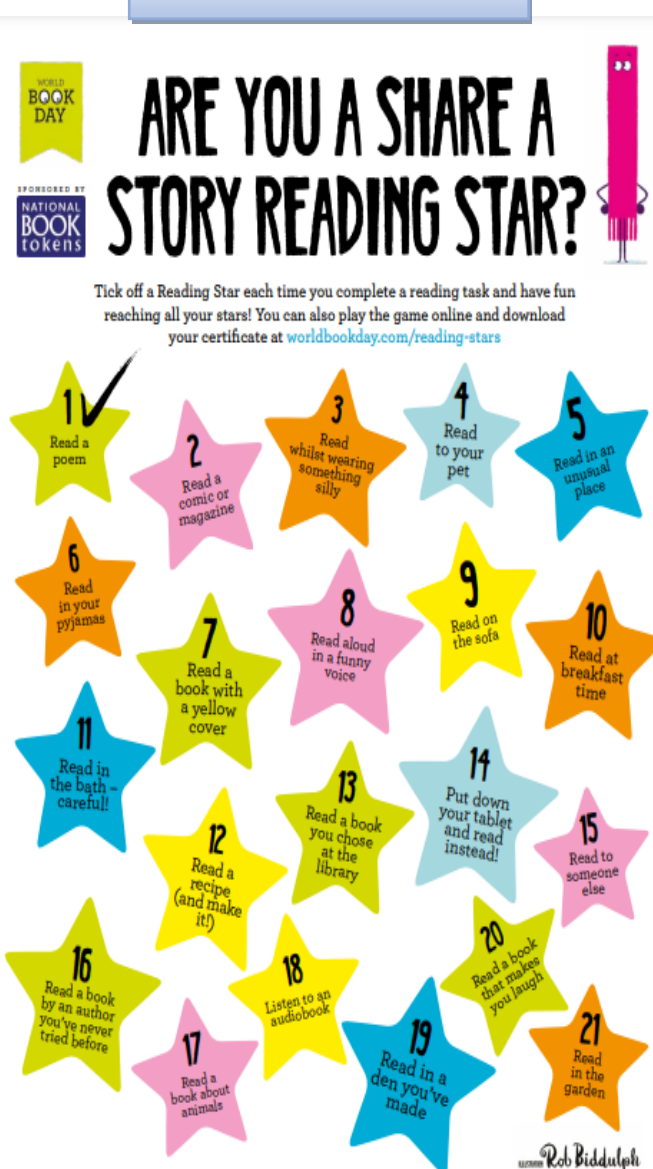 WORLD
BOOK
DAY
ARE YOU A SHARE A
STORY READING STAR?
SPONSORED BY
NATIONAL
BOOK
tokens
Tick off a Reading Star each time you complete a reading task and have fun
reaching all your stars! You can also play the game online and download
your certificate at worldbookday.com/reading-stars
1
Read a
poem
2
Read a
comic or
magazine
3
Read
whilst wearing
something
silly
4
Read
to your
pet
5
Read in an
unusual
place
6
Read
in your
pyjamas
7
Read a
book with
a yellow
cover
8
Read aloud
in a funny
voice
9
Read on
the sofa
10
Read at
breakfast
time
11
Read in
the bath –
careful!
12
Read a
recipe
(and make
it!)
13
Read a book
you chose
at the
library
14
Put down
your tablet
and read
instead!
15
Read to
someone
else
16
Read a book
by an author
you've never
tried before
17
Read a
book about
animals
18
Listen to an
audiobook
19
Read in a
den you've
made
20
Read a book
that makes
you laugh
21
Read
in the
garden
Rob Biddulph